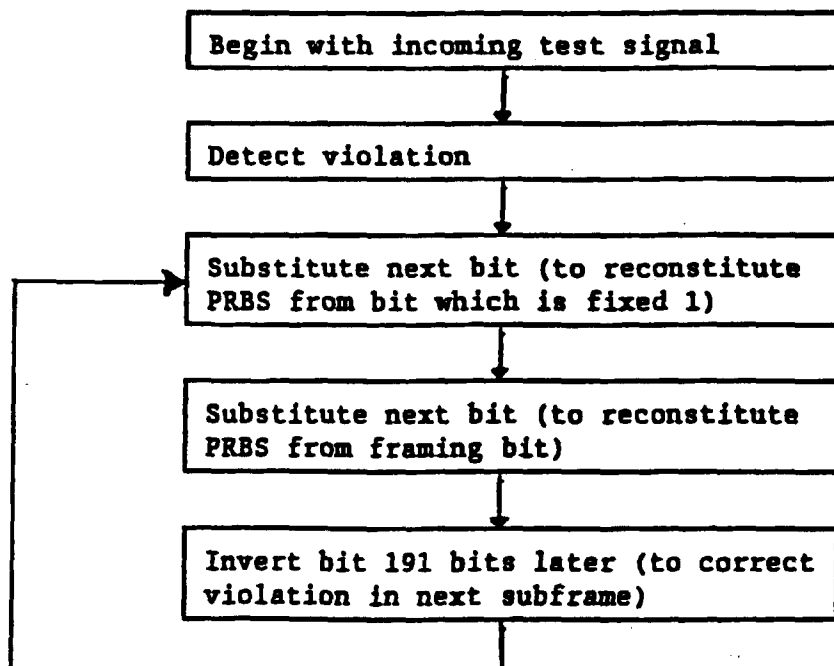 Begin with incoming test signal
Detect violation
Substitute next bit (to reconstitute
PRBS from bit which is fixed 1)
Substitute next bit (to reconstitute
PRBS from framing bit)
Invert bit 191 bits later (to correct
violation in next subframe)